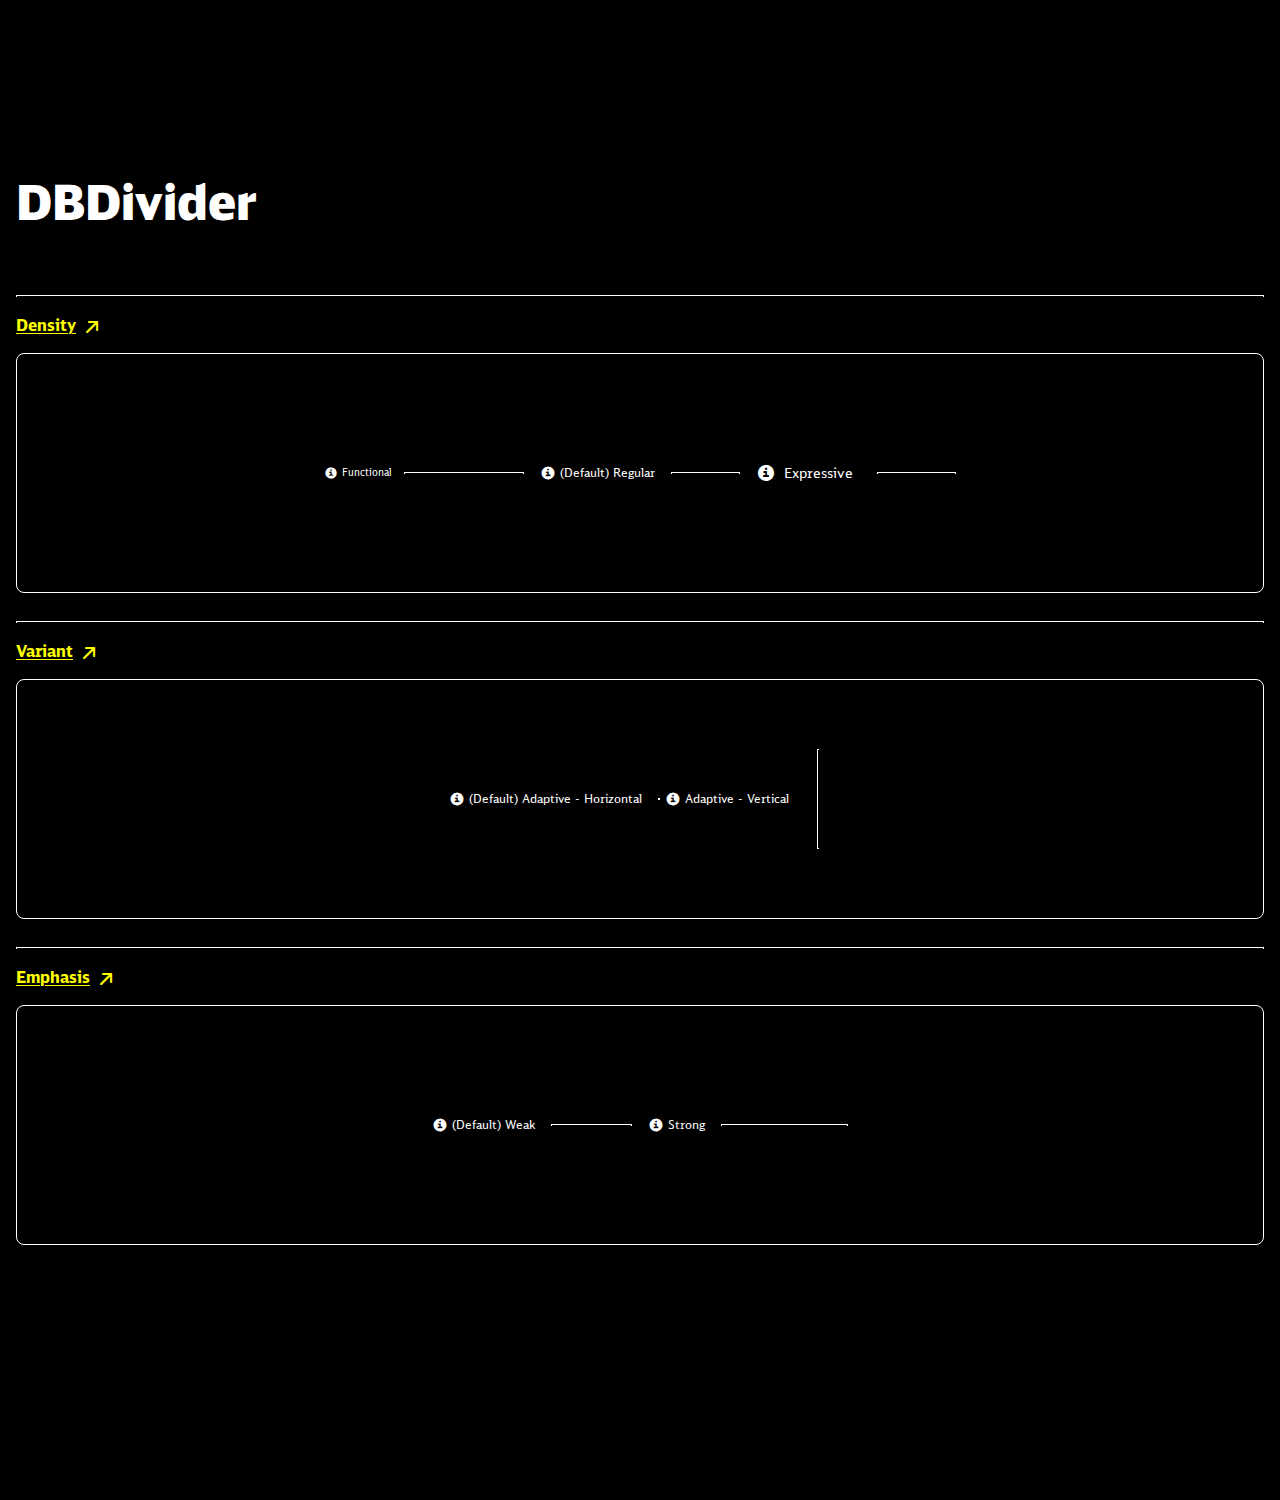 DBDivider
Density
Functional (Default) Regular Expressive
Variant
(Default) Adaptive - Horizontal Adaptive - Vertical
Emphasis
(Default) Weak Strong